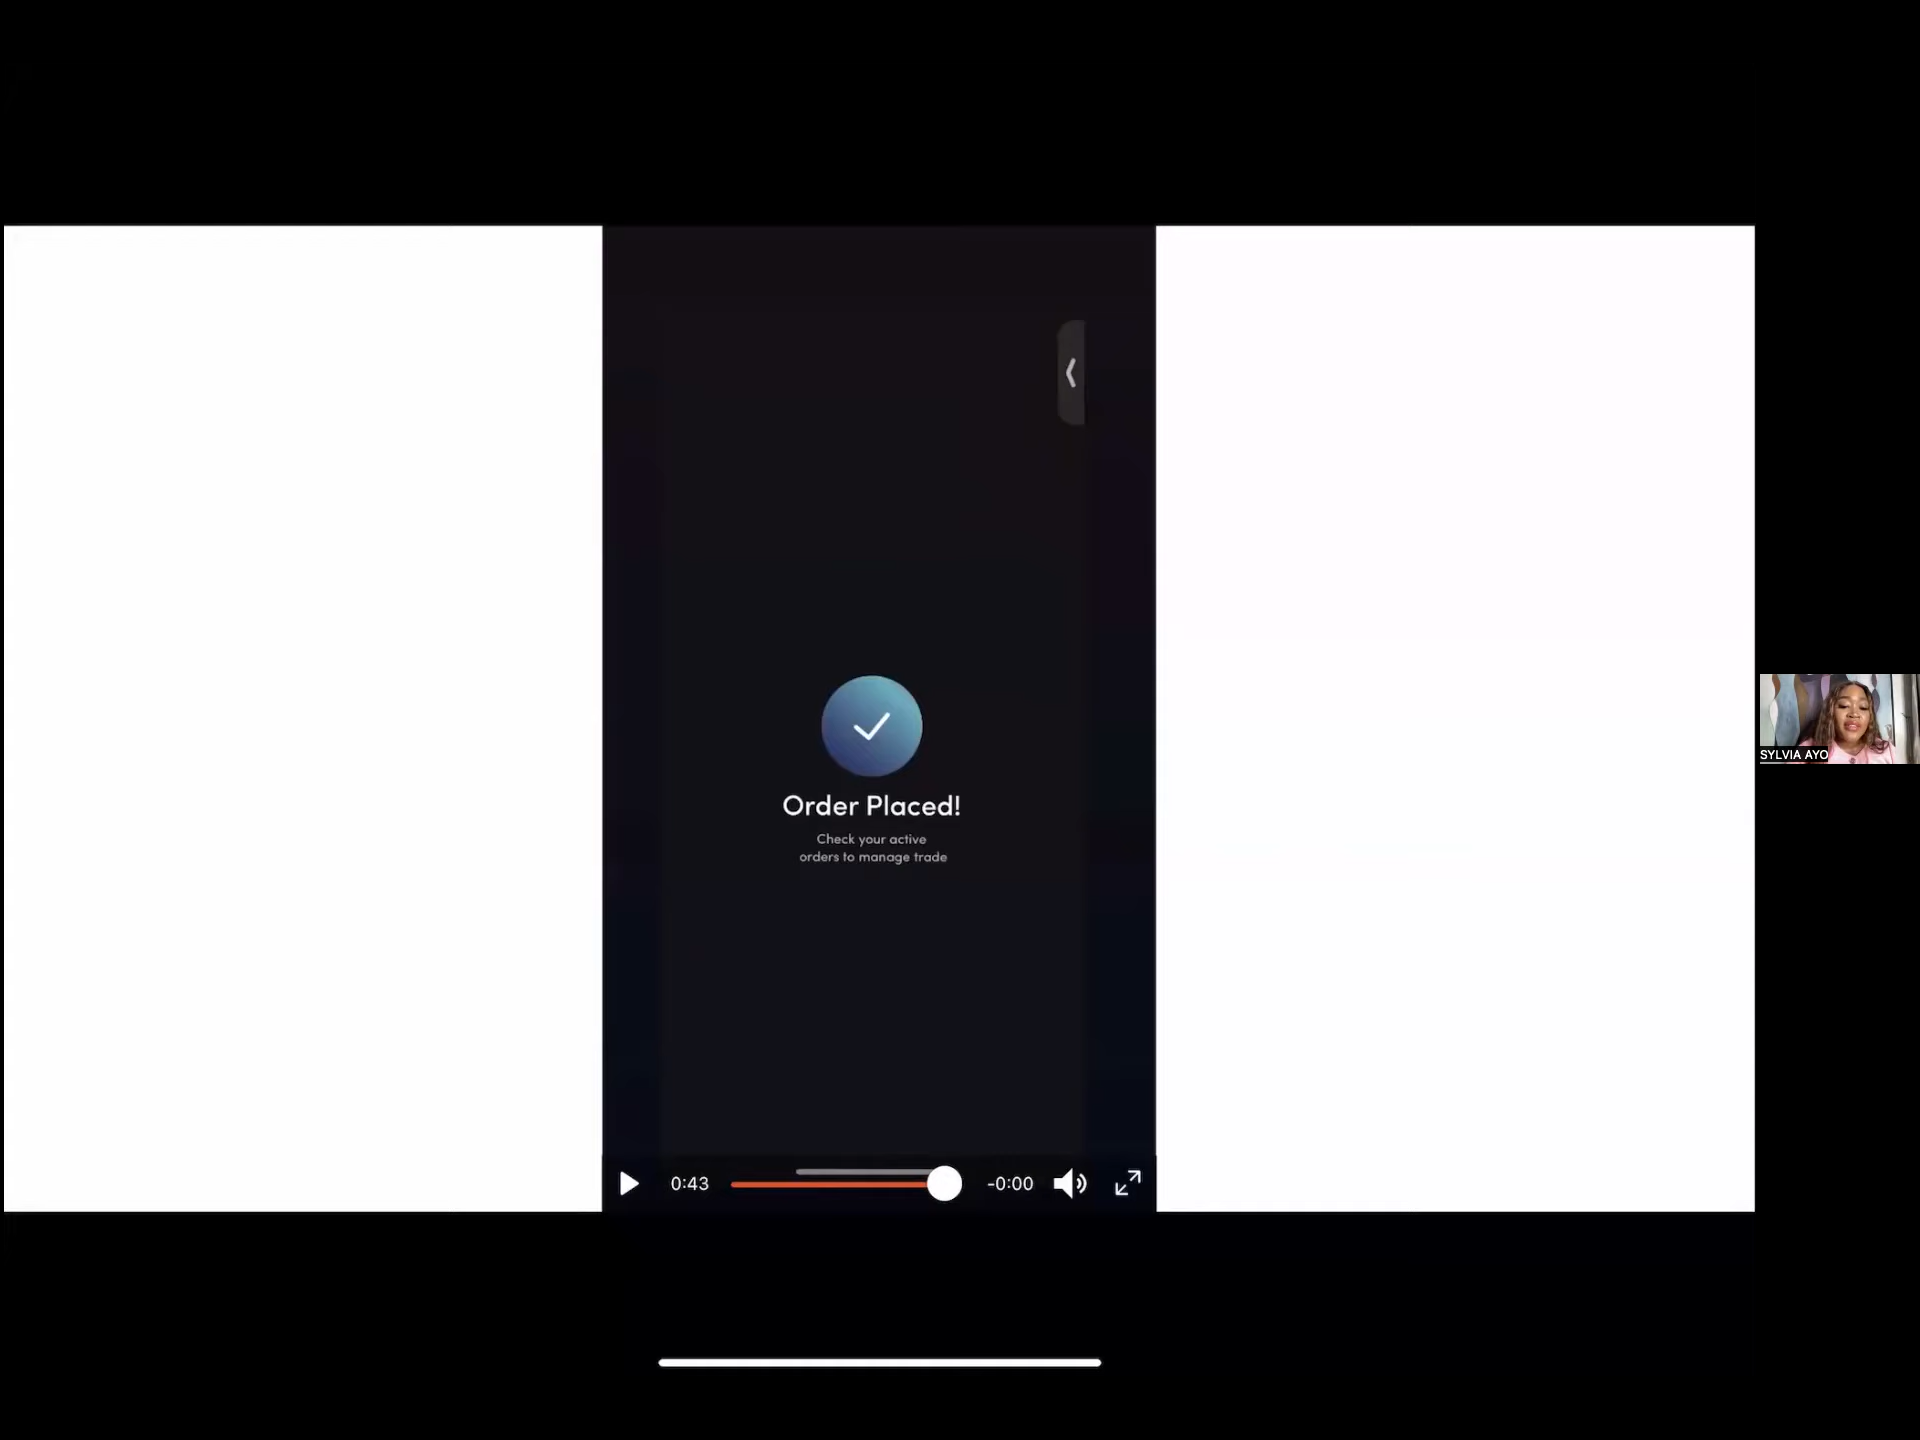 Order Placed!
Check your active
orders to manage trade
SYLVIA AYO
0:43
-0:00